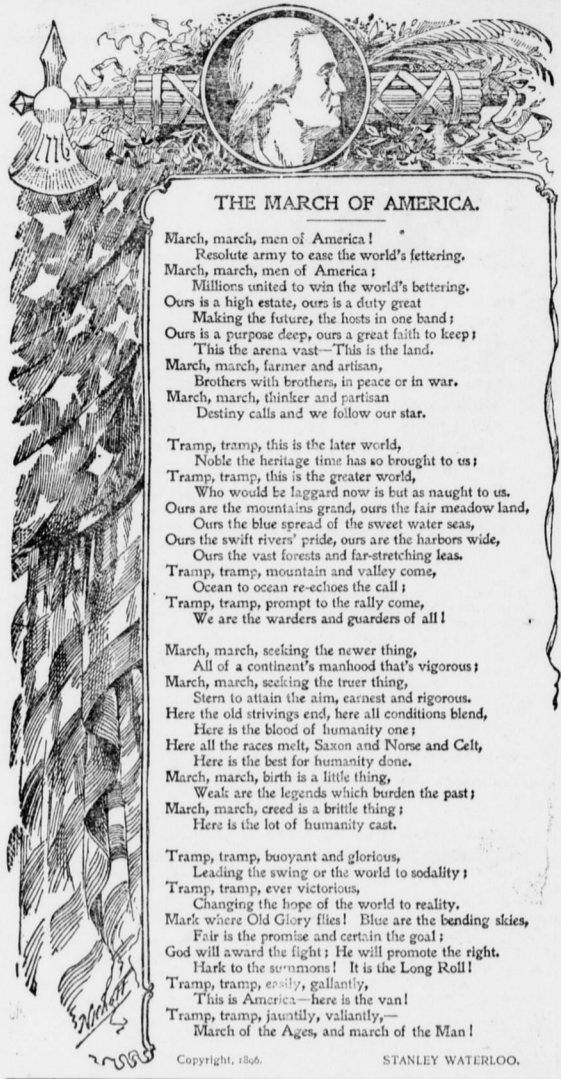 THE MARCH OF AMERICA.
March, march, men of America!
Resolute army to ease the world's fettering.
March, march, men of America;
Millions united to win the world's bettering.
Ours is a high estate, ours is a duty great
Making the future, the hosts in one band;
Ours is a purpose deep, ours a great faith to keep;
This the arena vast—This is the land.
March, march, farmer and artisan,
Brothers with brothers, in peace or in war.
March, march, thinker and partisan
Destiny calls and we follow our star.
Tramp, tramp, this is the later world,
Noble the heritage time has so brought to us;
Tramp, tramp, this is the greater world,
Who would be laggard now is but as naught to us.
Ours are the mountains grand, ours the fair meadow land,
Ours the blue spread of the sweet water seas,
Ours the swift rivers' pride, ours are the harbors wide,
Ours the vast forests and far-stretching leas.
Tramp, tramp, mountain and valley come,
Ocean to ocean re-echoes the call;
Tramp, tramp, prompt to the rally come,
We are the warders and guarders of all!
March, march, seeking the newer thing,
All of a continent's manhood that's vigorous;
March, march, seeking the truer thing,
Stern to attain the aim, earnest and rigorous.
Here the old strivings end, here all conditions blend,
Here is the blood of humanity one;
Here all the races melt, Saxon and Norse and Celt,
Here is the best for humanity done.
March, march, birth is a little thing,
Weak are the legends which burden the past;
March, march, creed is a brittle thing;
Here is the lot of humanity cast.
Tramp, tramp, buoyant and glorious,
Leading the swing or the world to sodality;
Tramp, tramp, ever victorious,
Changing the hope of the world to reality.
Mark where Old Glory flies! Blue are the bending skies,
Fair is the promise and certain the goal;
God will award the fight; He will promote the right.
Hark to the summons! It is the Long Roll!
Tramp, tramp, easily, gallantly,
This is America—here is the van!
Tramp, tramp, jauntily, valiantly,—
March of the Ages, and march of the Man!
Copyright, 1896. STANLEY WATERLOO.